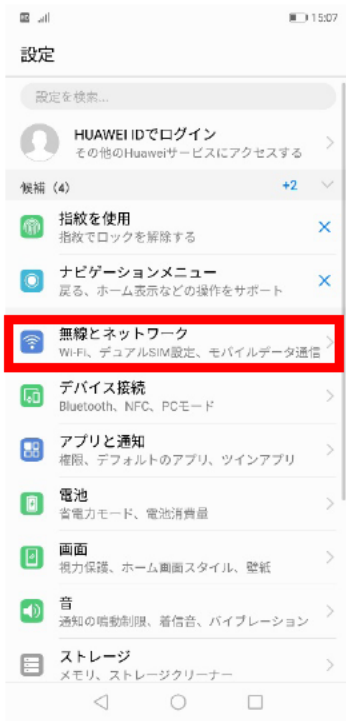 15:07
設定
設定を検索...
HUAWEI IDでログイン
その他のHuaweiサービスにアクセスする
候補 (4)
+2
指紋を使用
指紋でロックを解除する
ナビゲーションメニュー
戻る、ホーム表示などの操作をサポート
無線とネットワーク
Wi-Fi、デュアルSIM設定、モバイルデータ通信
デバイス接続
Bluetooth、NFC、PCモード
アプリと通知
権限、デフォルトのアプリ、ツインアプリ
電池
省電力モード、電池消費量
画面
視力保護、ホーム画面スタイル、壁紙
音
通知の鳴動制限、着信音、バイブレーション
ストレージ
メモリ、ストレージクリーナー